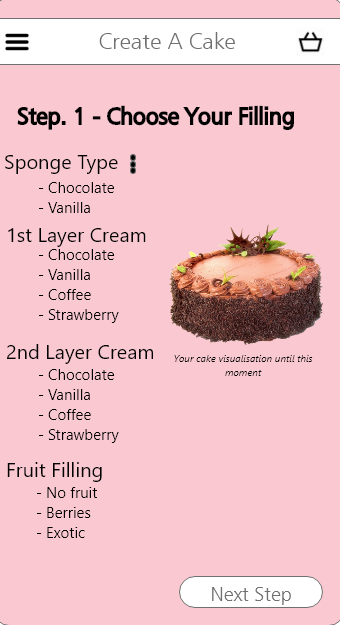 Create A Cake
Step. 1 - Choose Your Filling
Sponge Type
- Chocolate
- Vanilla
1st Layer Cream
- Chocolate
- Vanilla
- Coffee
- Strawberry
2nd Layer Cream
- Chocolate
- Vanilla
- Coffee
- Strawberry
Fruit Filling
- No fruit
- Berries
- Exotic
Your cake visualisation until this
moment
Next Step